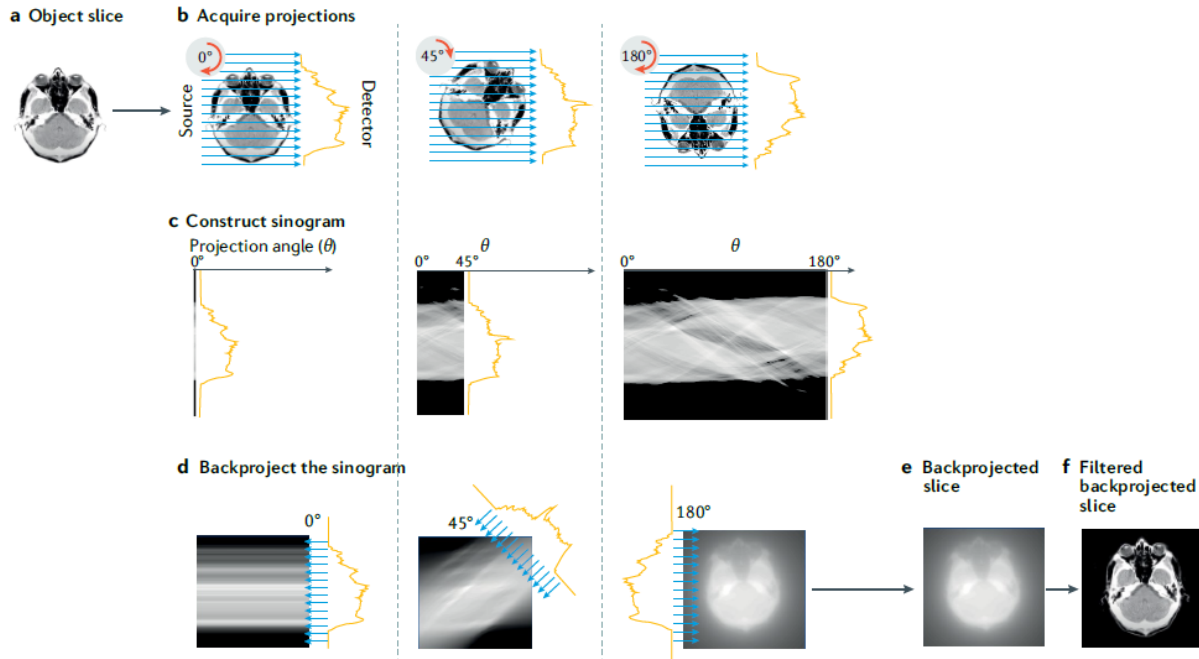 a Object slice
b Acquire projections
0°
45°
180°
Source
Detector
c Construct sinogram
Projection angle (θ)
0°
θ
0° 45°
θ
0° 180°
d Backproject the sinogram
0°
45°
180°
e Backprojected
slice
f Filtered
backprojected
slice